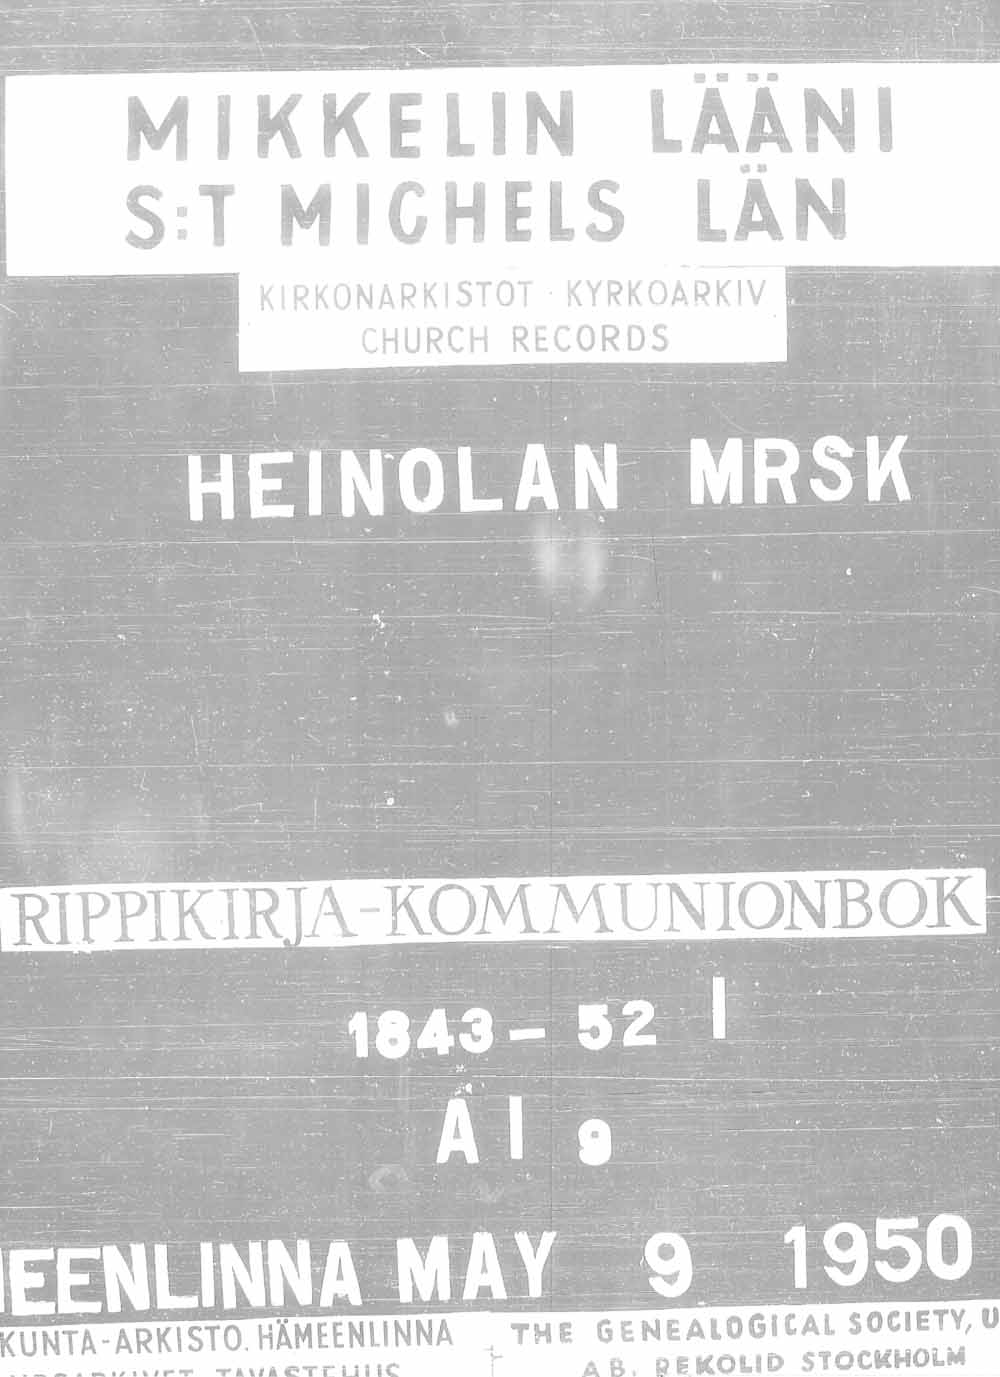 MIKKELIN LÄÄNI
S:T MICHELS LÄN
KIRKONARKISTOT · KYRKOARKIV
CHURCH RECORDS
HEINOLAN MRSK
RIPPIKIRJA-KOMMUNIONBOK
1843 – 52 I
A I 9
EENLINNA MAY 9 1950
KUNTA-ARKISTO, HÄMEENLINNA
TAVASTEHUS
THE GENEALOGICAL SOCIETY, U
A B. REKOLID STOCKHOLM